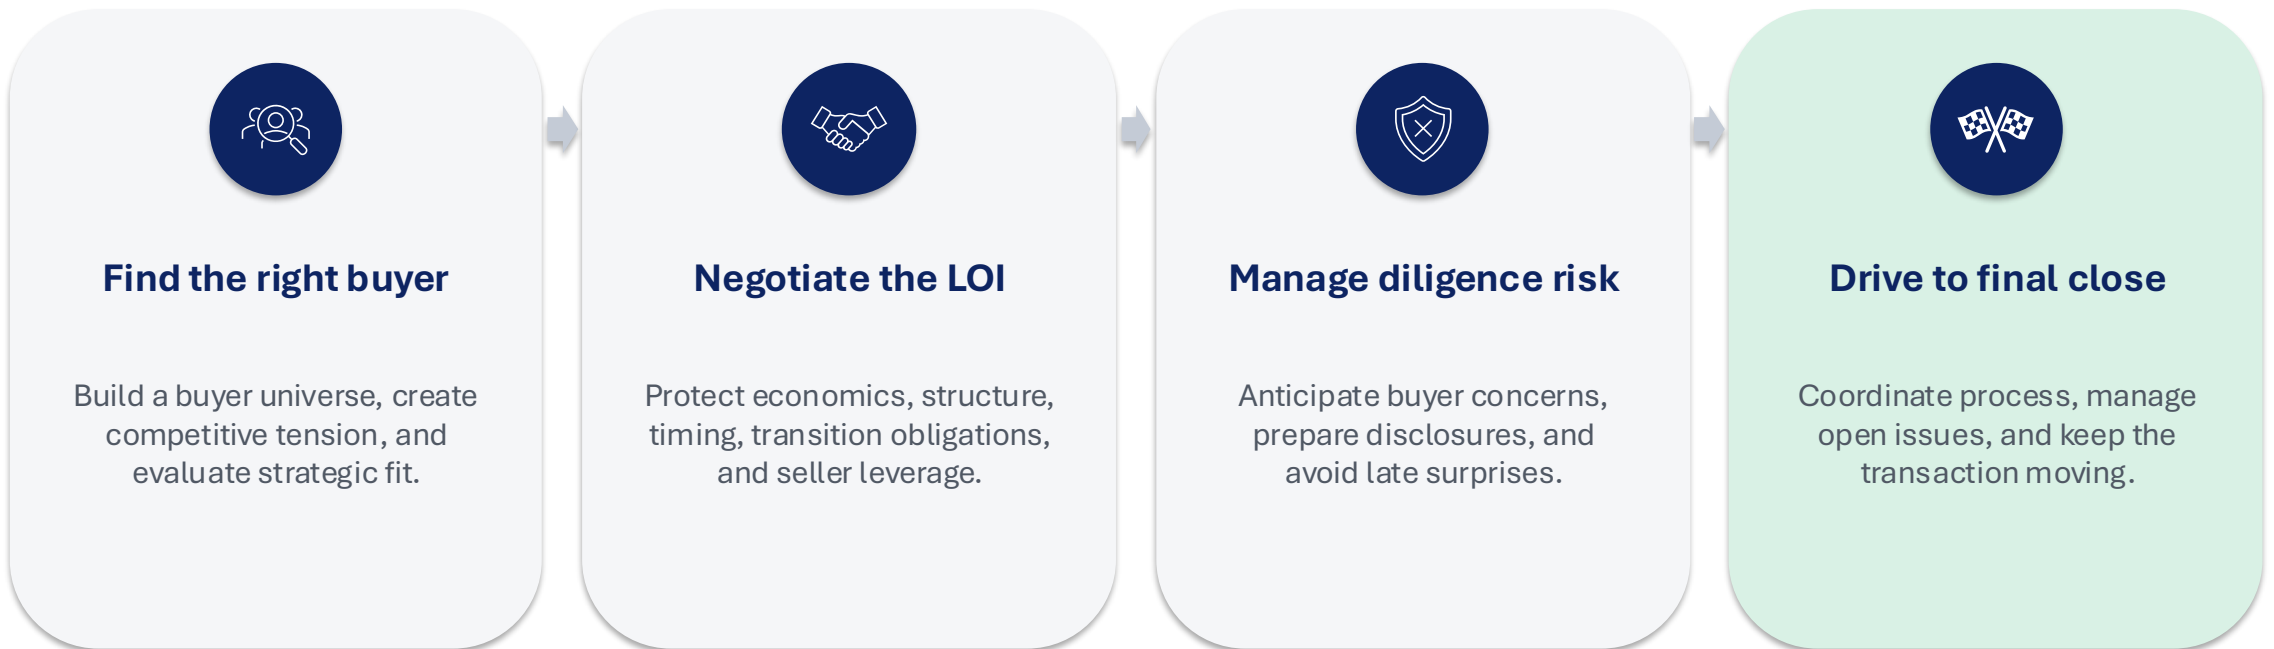 Find the right buyer
Build a buyer universe, create
competitive tension, and
evaluate strategic fit.
Negotiate the LOI
Protect economics, structure,
timing, transition obligations,
and seller leverage.
Manage diligence risk
Anticipate buyer concerns,
prepare disclosures, and
avoid late surprises.
Drive to final close
Coordinate process, manage
open issues, and keep the
transaction moving.